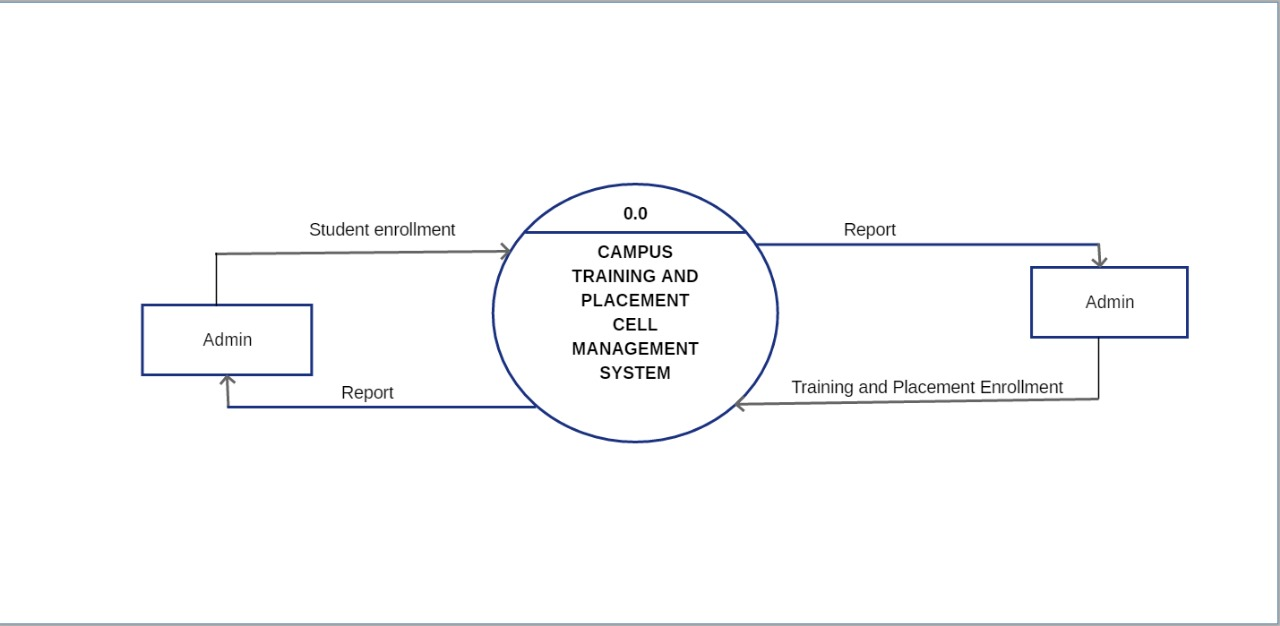 0.0
Student enrollment
Report
CAMPUS
TRAINING AND
PLACEMENT
CELL
MANAGEMENT
SYSTEM
Admin
Admin
Report
Training and Placement Enrollment